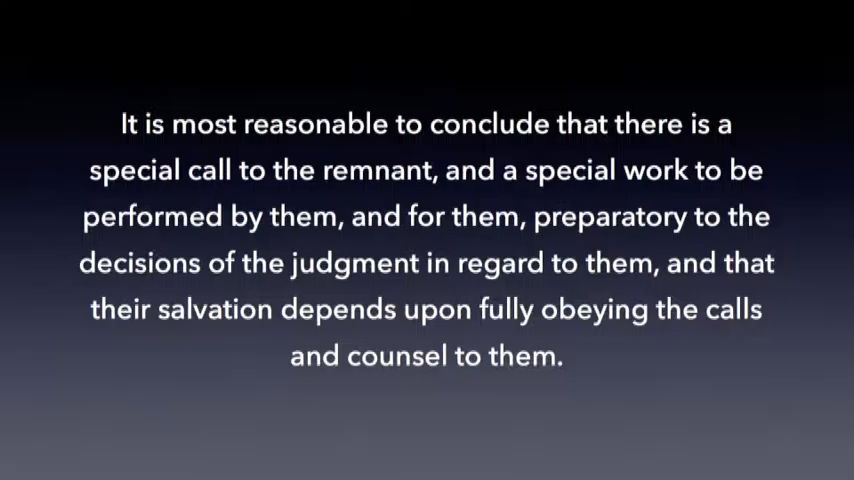 It is most reasonable to conclude that there is a
special call to the remnant, and a special work to be
performed by them, and for them, preparatory to the
decisions of the judgment in regard to them, and that
their salvation depends upon fully obeying the calls
and counsel to them.